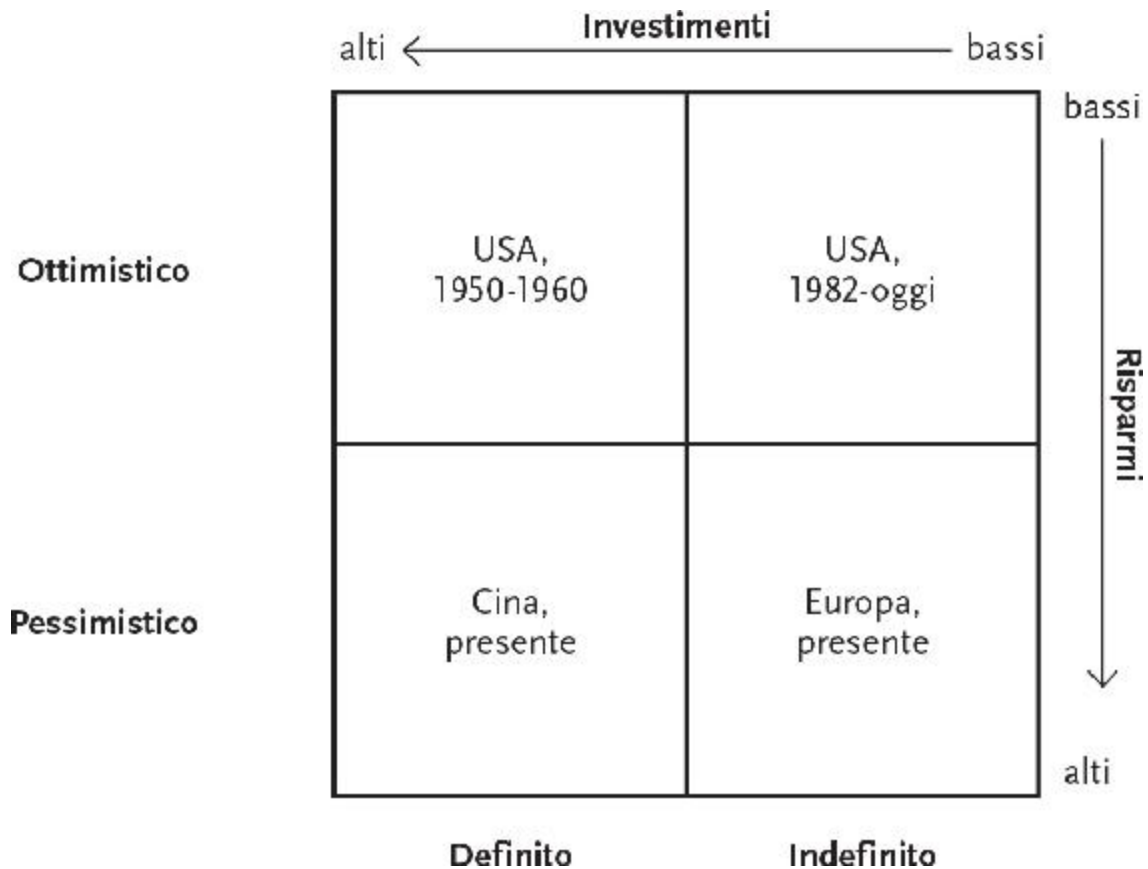 Investimenti
alti bassi
bassi
Ottimistico
USA,
1950-1960
USA,
1982-oggi
Risparmi
Pessimistico
Cina,
presente
Europa,
presente
alti
Definito Indefinito